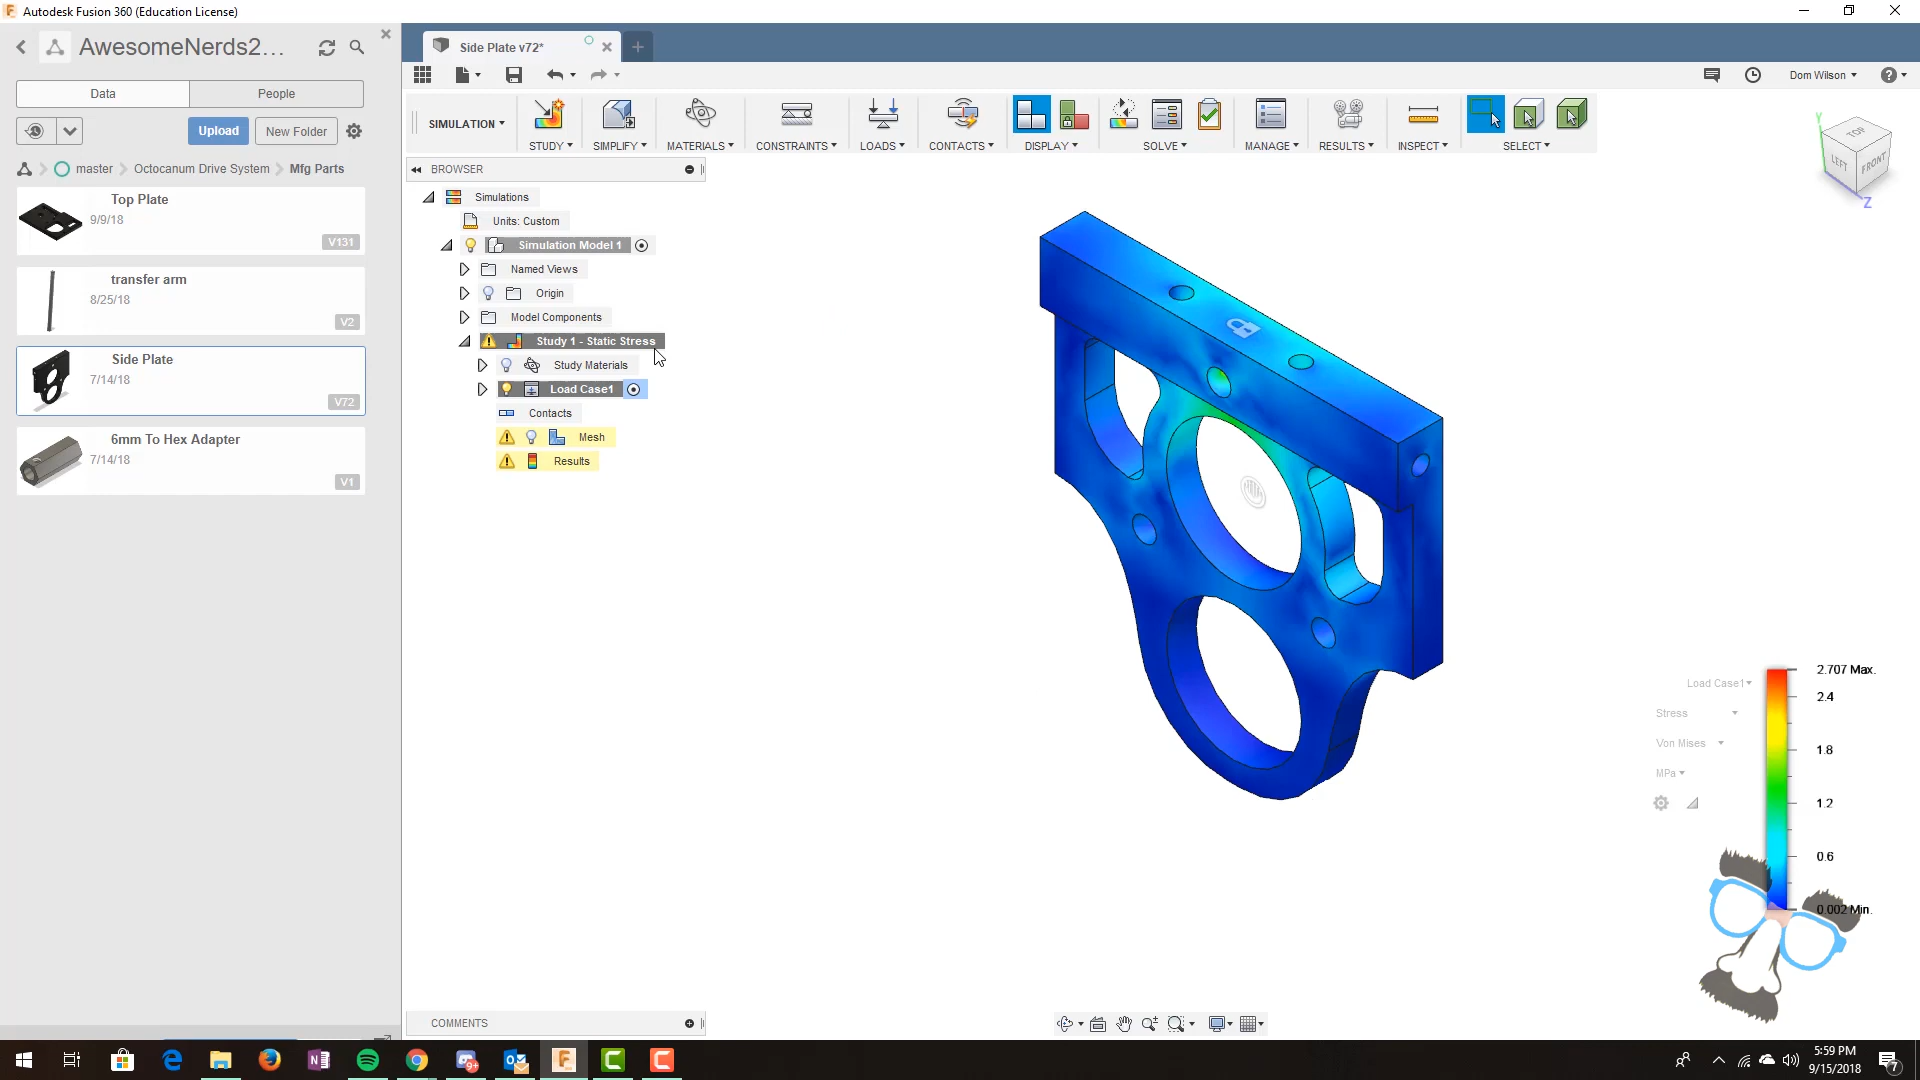 Autodesk Fusion 360 (Education License)
AwesomeNerds2...
Data
People
Upload
New Folder
master
Octocanum Drive System
Mfg Parts
Top Plate
9/9/18
V131
transfer arm
8/25/18
V2
Side Plate
7/14/18
V72
6mm To Hex Adapter
7/14/18
V1
Side Plate v72*
Dom Wilson
SIMULATION
STUDY
SIMPLIFY
MATERIALS
CONSTRAINTS
LOADS
CONTACTS
DISPLAY
SOLVE
MANAGE
RESULTS
INSPECT
SELECT
BROWSER
Simulations
Units: Custom
Simulation Model 1
Named Views
Origin
Model Components
Study 1 - Static Stress
Study Materials
Load Case1
Contacts
Mesh
Results
Y
TOP
LEFT
FRONT
Z
Load Case1
Stress
Von Mises
MPa
2.707 Max.
2.4
1.8
1.2
0.6
0.002 Min.
COMMENTS
9+
5:59 PM
9/15/2018
7